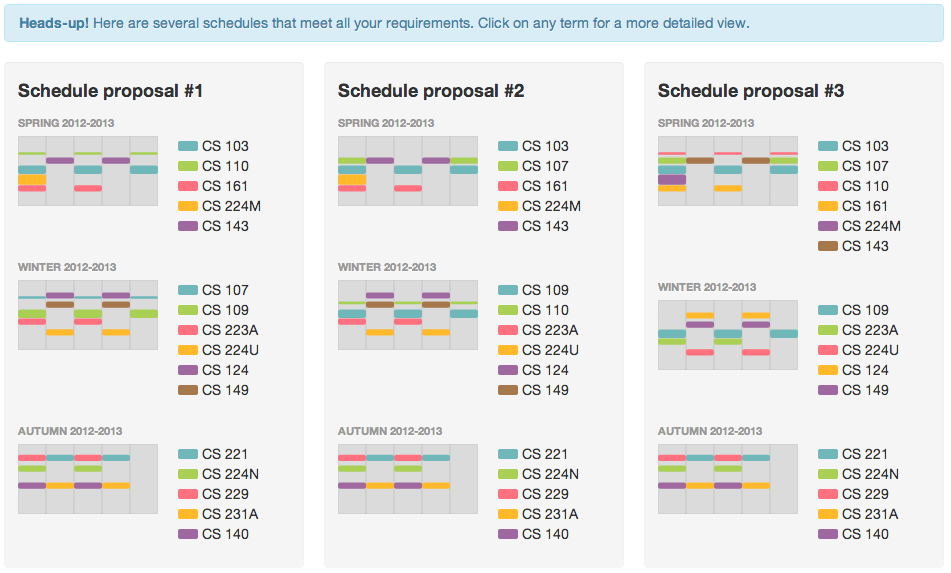 Heads-up! Here are several schedules that meet all your requirements. Click on any term for a more detailed view.
Schedule proposal #1
SPRING 2012-2013
CS 103
CS 110
CS 161
CS 224M
CS 143
WINTER 2012-2013
CS 107
CS 109
CS 223A
CS 224U
CS 124
CS 149
AUTUMN 2012-2013
CS 221
CS 224N
CS 229
CS 231A
CS 140
Schedule proposal #2
SPRING 2012-2013
CS 103
CS 107
CS 161
CS 224M
CS 143
WINTER 2012-2013
CS 109
CS 110
CS 223A
CS 224U
CS 124
CS 149
AUTUMN 2012-2013
CS 221
CS 224N
CS 229
CS 231A
CS 140
Schedule proposal #3
SPRING 2012-2013
CS 103
CS 107
CS 110
CS 161
CS 224M
CS 143
WINTER 2012-2013
CS 109
CS 223A
CS 224U
CS 124
CS 149
AUTUMN 2012-2013
CS 221
CS 224N
CS 229
CS 231A
CS 140